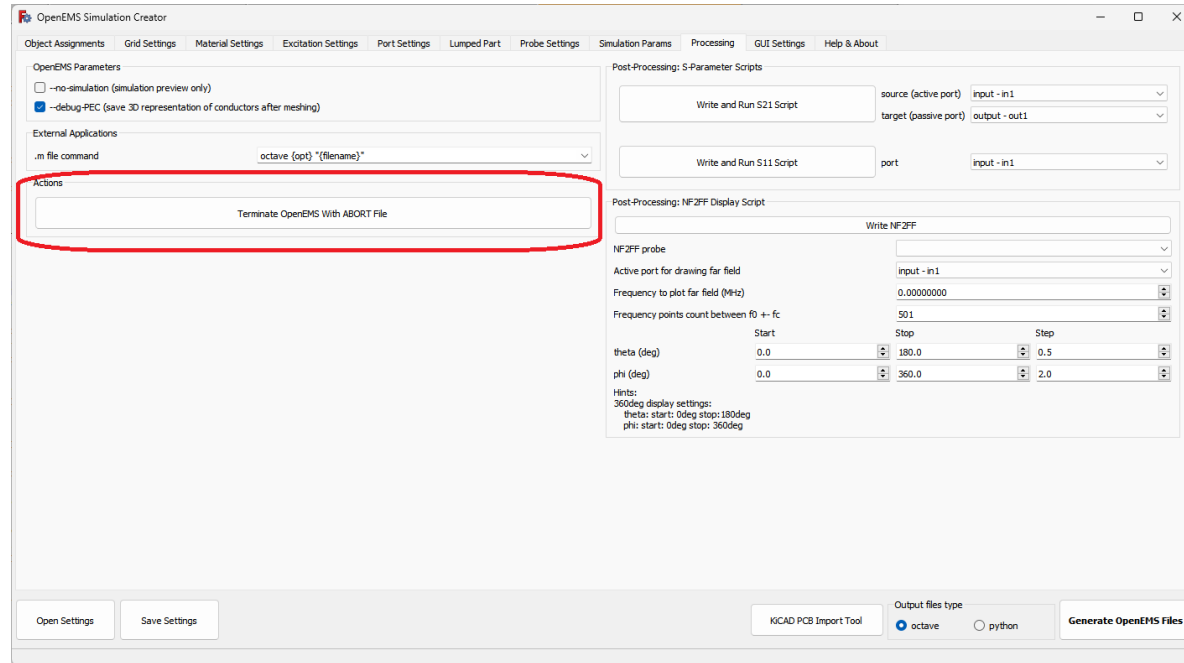 OpenEMS Simulation Creator
Object Assignments Grid Settings Material Settings Excitation Settings Port Settings Lumped Part Probe Settings Simulation Params Processing GUI Settings Help & About
OpenEMS Parameters
--no-simulation (simulation preview only)
--debug-PEC (save 3D representation of conductors after meshing)
External Applications
.m file command octave {opt} "{filename}"
Actions
Terminate OpenEMS With ABORT File
Post-Processing: S-Parameter Scripts
Write and Run S21 Script
source (active port) input - in1
target (passive port) output - out1
Write and Run S11 Script port input - in1
Post-Processing: NF2FF Display Script
Write NF2FF
NF2FF probe
Active port for drawing far field input - in1
Frequency to plot far field (MHz) 0.00000000
Frequency points count between f0 +- fc 501
Start Stop Step
theta (deg) 0.0 180.0 0.5
phi (deg) 0.0 360.0 2.0
Hints:
360deg display settings:
theta: start: 0deg stop:180deg
phi: start: 0deg stop: 360deg
Open Settings Save Settings KiCAD PCB Import Tool
Output files type
octave python
Generate OpenEMS Files